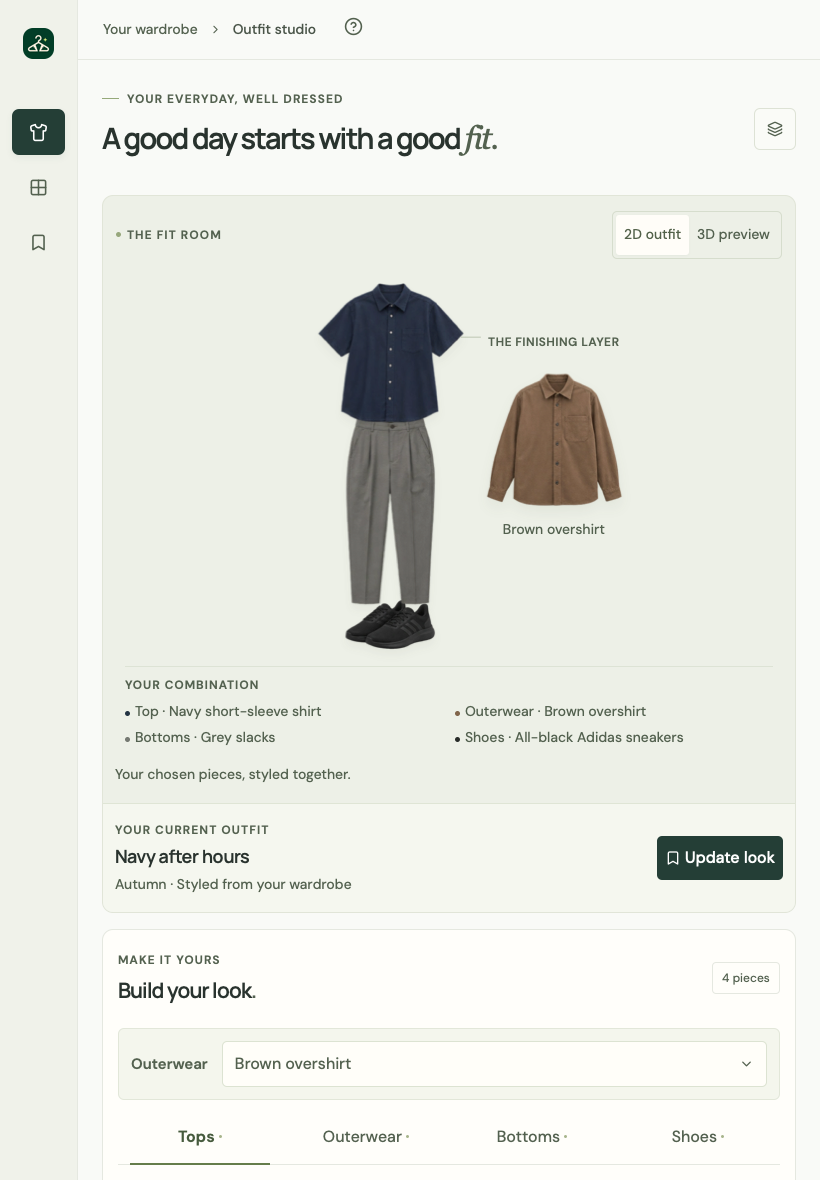 Your wardrobe > Outfit studio
YOUR EVERYDAY, WELL DRESSED
A good day starts with a good fit.
THE FIT ROOM
2D outfit 3D preview
THE FINISHING LAYER
Brown overshirt
YOUR COMBINATION
Top · Navy short-sleeve shirt
Outerwear · Brown overshirt
Bottoms · Grey slacks
Shoes · All-black Adidas sneakers
Your chosen pieces, styled together.
YOUR CURRENT OUTFIT
Navy after hours
Autumn · Styled from your wardrobe
Update look
MAKE IT YOURS
Build your look.
4 pieces
Outerwear Brown overshirt
Tops · Outerwear · Bottoms · Shoes ·